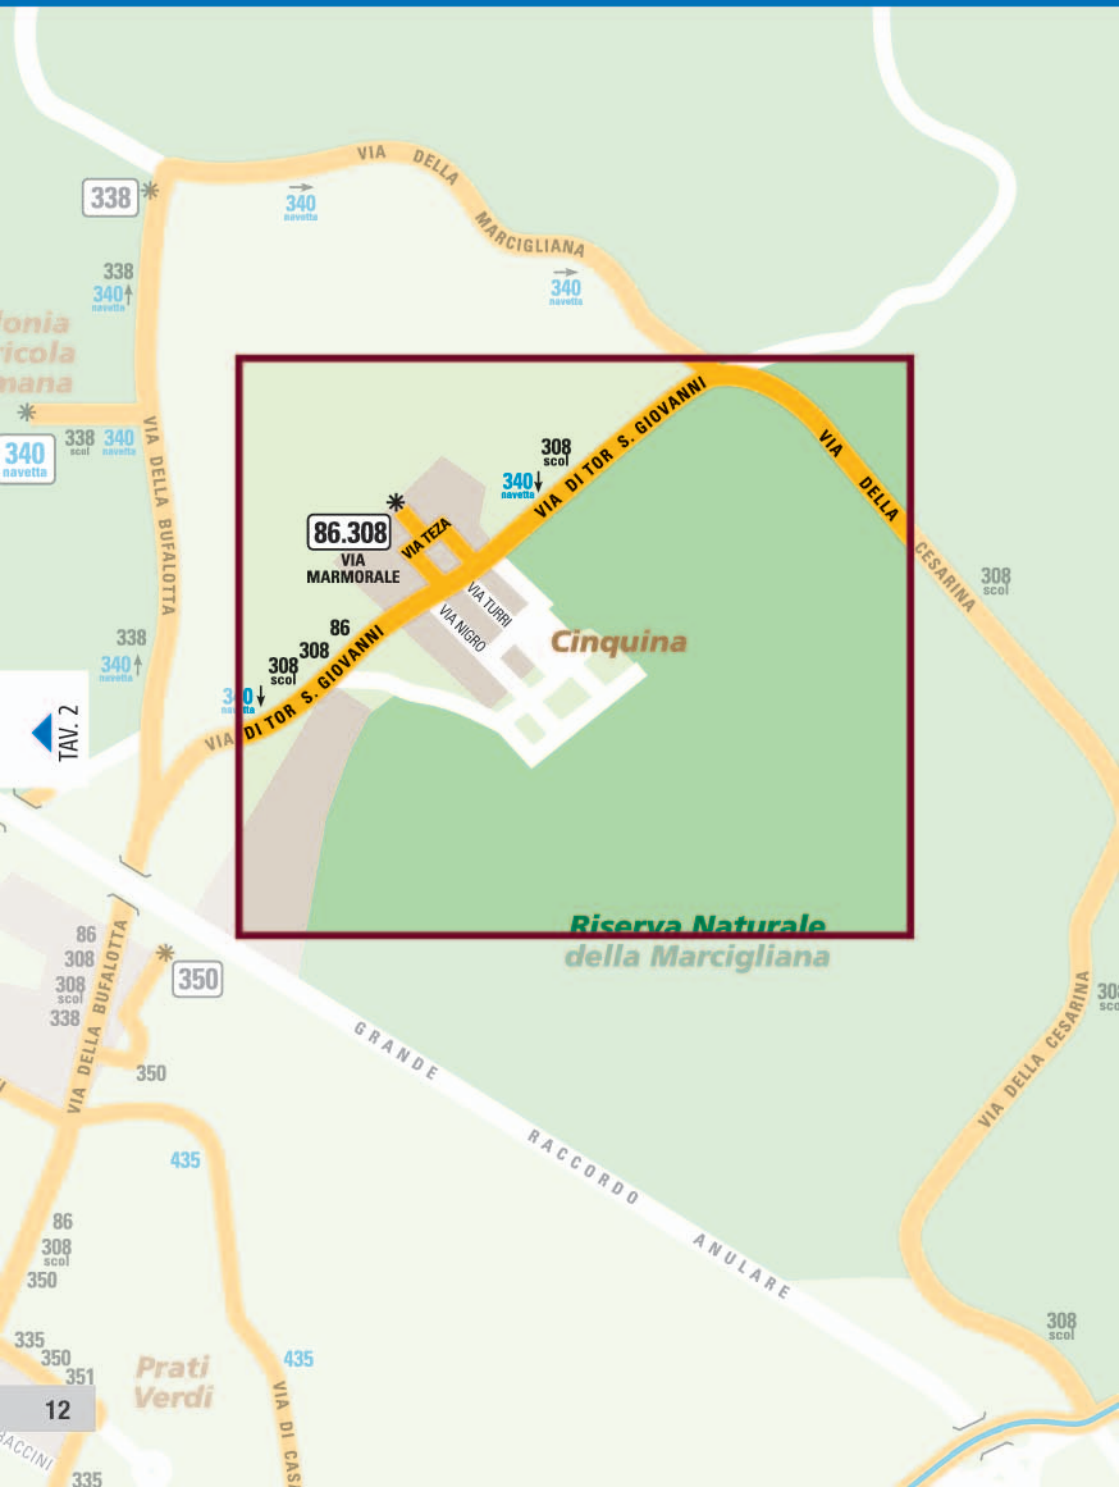 VIA DELLA
MARCIGLIANA
338
340
navetta
338
340
navetta
340
navetta
onia
ricola
mana
338
scol
340
navetta
340
navetta
VIA DELLA BUFALOTTA
308
scol
340
navetta
VIA DI TOR S. GIOVANNI
VIA DELLA
CESARINA
308
scol
86.308
VIA
MARMORALE
VIA TEZA
VIA TURRI
VIA NIGRO
Cinquina
86
308
308
scol
340
navetta
VIA DI TOR S. GIOVANNI
338
340
navetta
TAV. 2
Riserva Naturale
della Marcigliana
86
308
308
scol
338
VIA DELLA BUFALOTTA
350
350
GRANDE
RACCORDO
ANULARE
VIA DELLA CESARINA
308
scol
435
86
308
scol
350
335
350
351
Prati
Verdi
435
VIA DI CASA
12
BACCINI
335